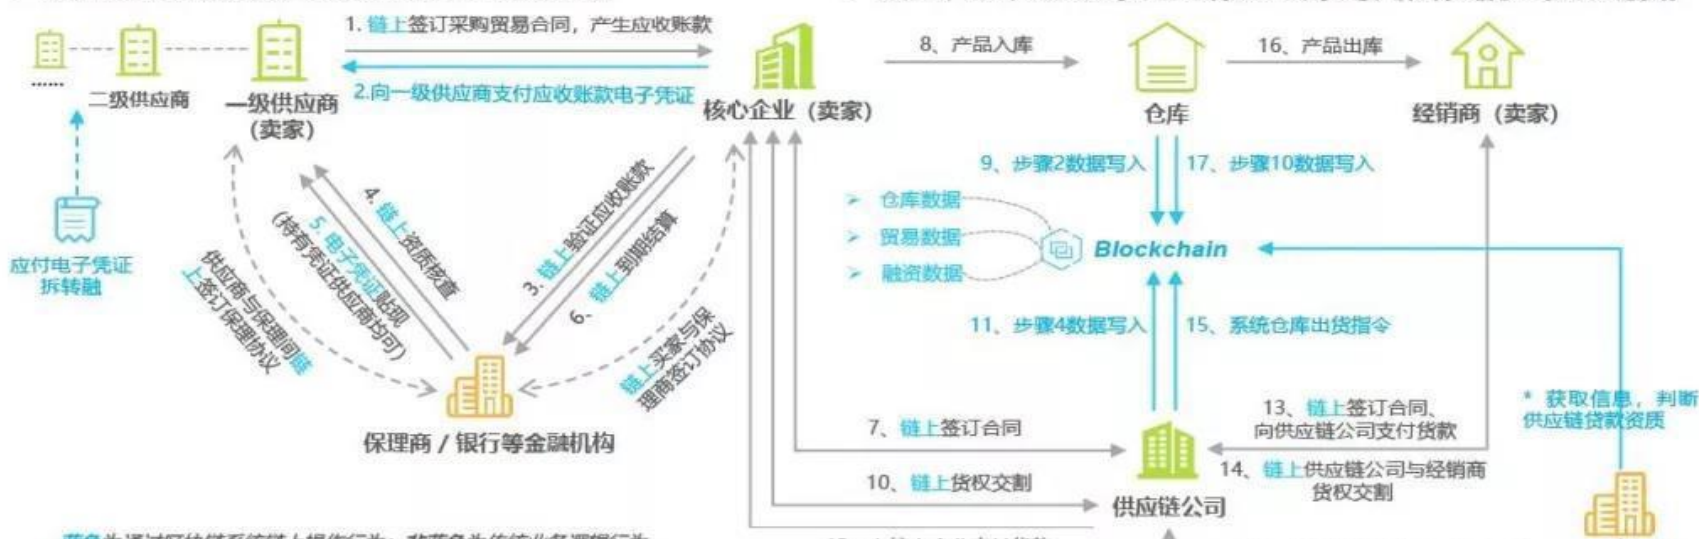 1. 链上签订采购贸易合同，产生应收账款
2.向一级供应商支付应收账款电子凭证
......
二级供应商
一级供应商
（卖家）
核心企业（卖家）
8、产品入库
16、产品出库
仓库
经销商（卖家）
应付电子凭证
拆转融
供应商与保理间链
上签订保理协议
4、链上资质核查
5、电子凭证贴现
（持有凭证供应商均可）
3、链上验证应收账款
6、链上到期结算
链上买家与保
理商签订协议
保理商 / 银行等金融机构
9、步骤2数据写入
17、步骤10数据写入
仓库数据
贸易数据
融资数据
Blockchain
11、步骤4数据写入
15、系统仓库出货指令
7、链上签订合同
10、链上货权交割
13、链上签订合同、
向供应链公司支付货款
14、链上供应链公司与经销商
货权交割
供应链公司
* 获取信息，判断
供应链贷款资质